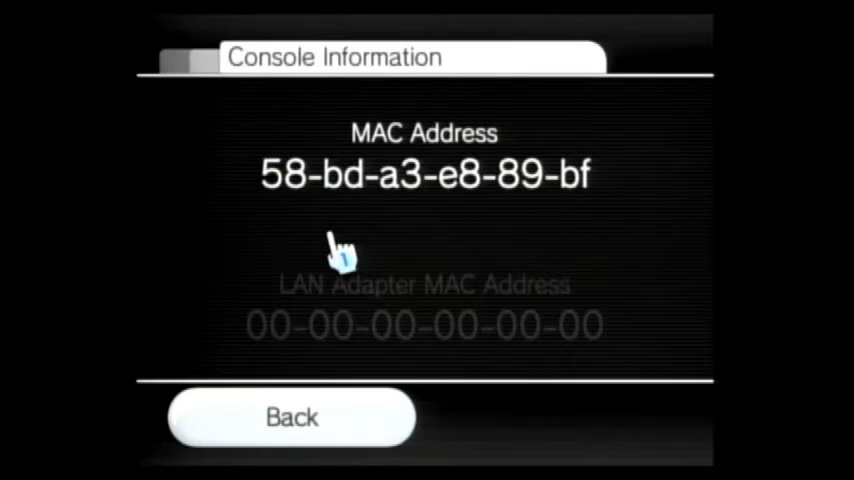 Console Information
MAC Address
58-bd-a3-e8-89-bf
1
LAN Adapter MAC Address
00-00-00-00-00-00
Back